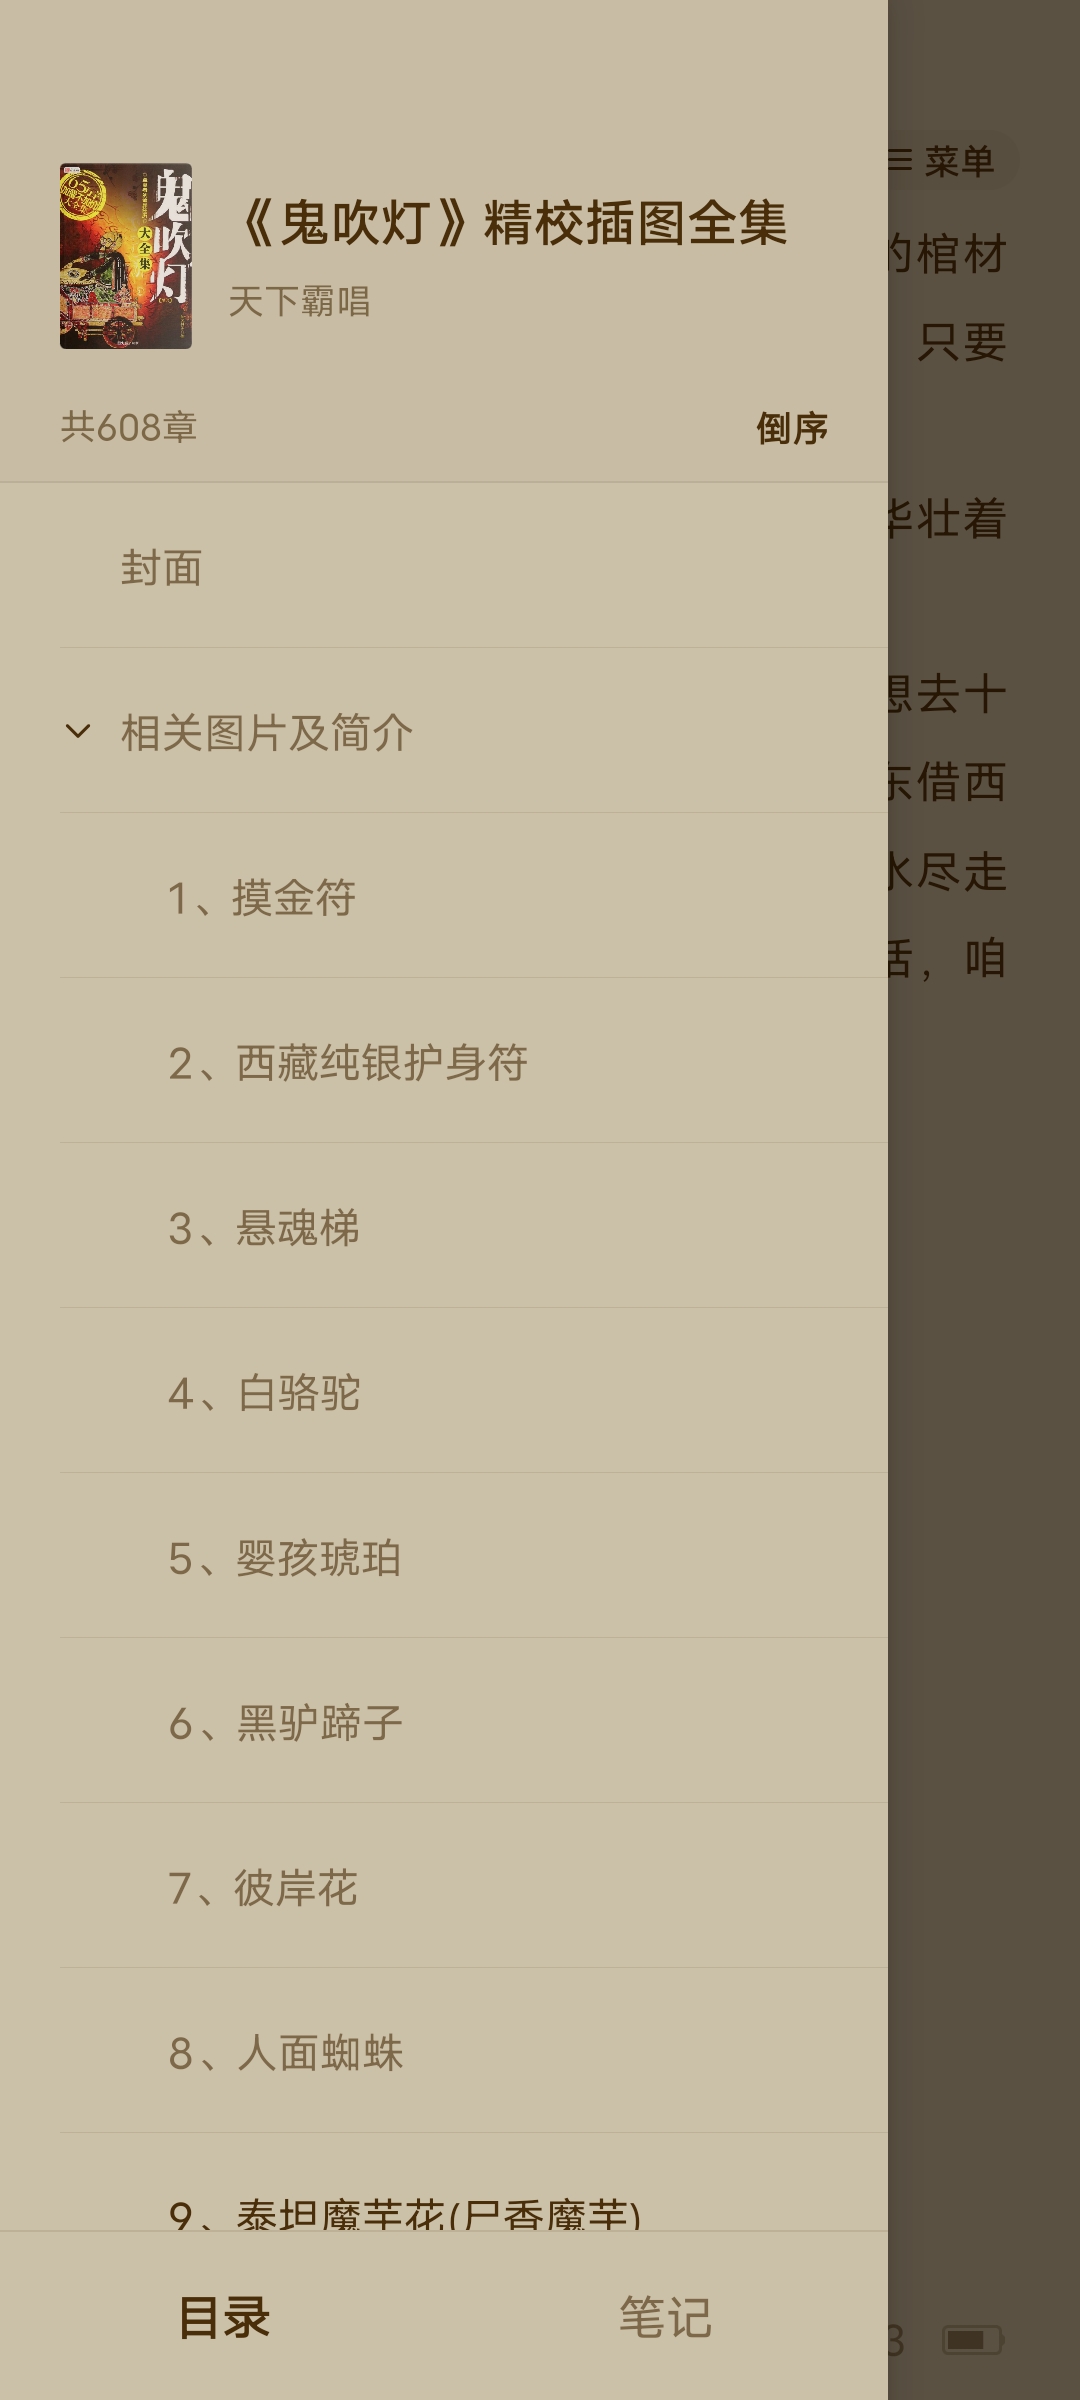 《鬼吹灯》精校插图全集
天下霸唱
鬼吹灯
大全集
共608章
倒序
封面
相关图片及简介
1、摸金符
2、西藏纯银护身符
3、悬魂梯
4、白骆驼
5、婴孩琥珀
6、黑驴蹄子
7、彼岸花
8、人面蜘蛛
9、泰坦魔芋花(尸香魔芋)
目录
笔记
菜单
的棺材
只要
华壮着
想去十
东借西
水尽走
话，咱
3